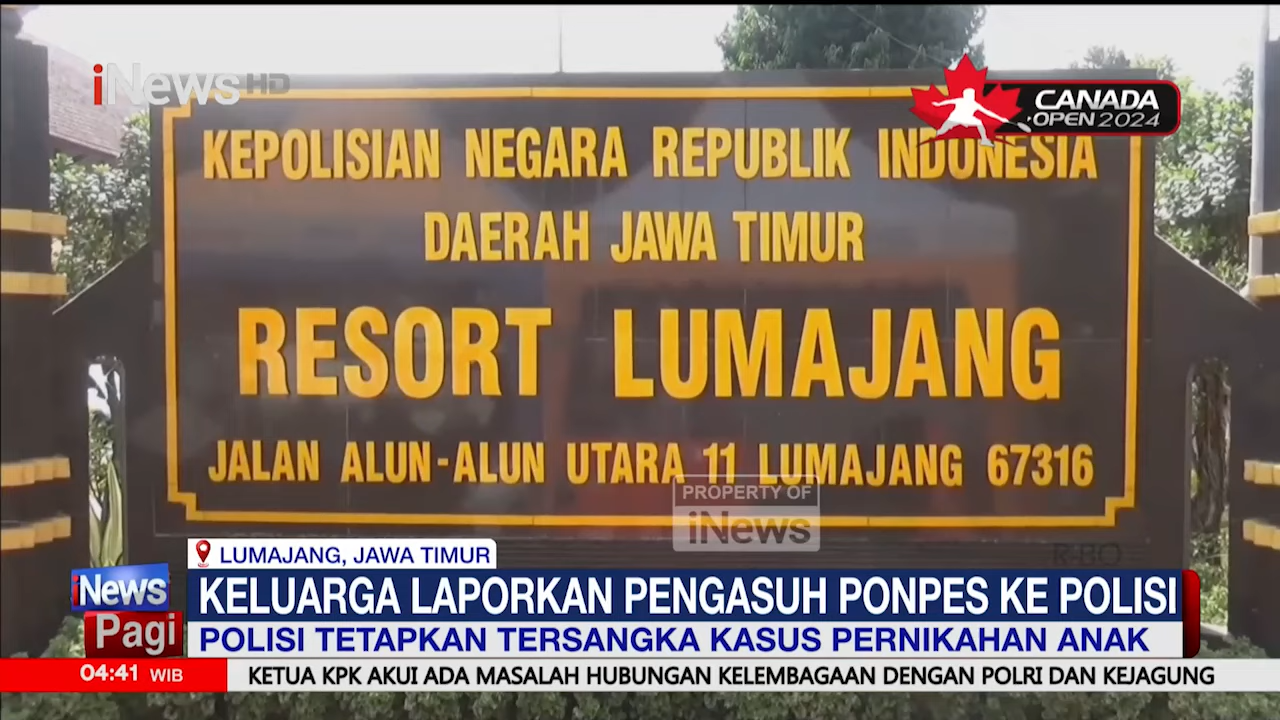 iNews HD
CANADA
OPEN 2024
KEPOLISIAN NEGARA REPUBLIK INDONESIA
DAERAH JAWA TIMUR
RESORT LUMAJANG
JALAN ALUN-ALUN UTARA 11 LUMAJANG 67316
PROPERTY OF
iNews
LUMAJANG, JAWA TIMUR
iNews
Pagi
KELUARGA LAPORKAN PENGASUH PONPES KE POLISI
POLISI TETAPKAN TERSANGKA KASUS PERNIKAHAN ANAK
04:41 WIB
KETUA KPK AKUI ADA MASALAH HUBUNGAN KELEMBAGAAN DENGAN POLRI DAN KEJAGUNG